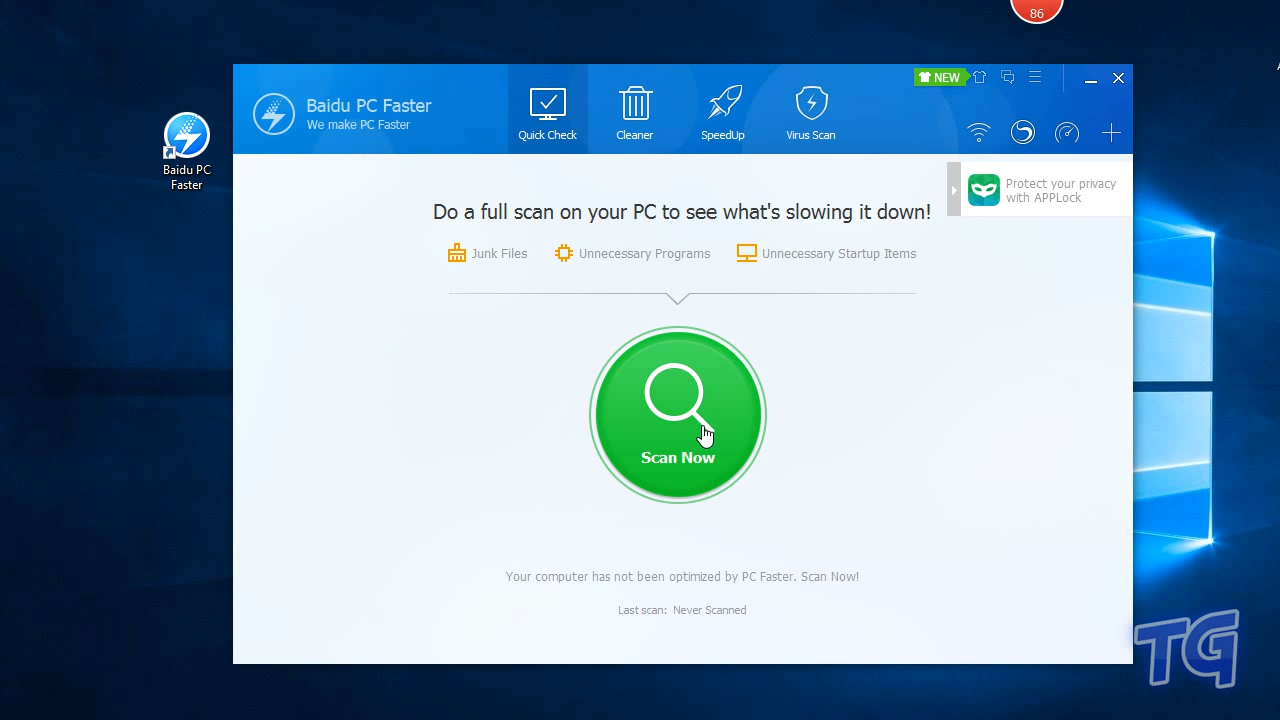 86
NEW
Baidu PC Faster
We make PC Faster
Quick Check
Cleaner
SpeedUp
Virus Scan
Baidu PC
Faster
Protect your privacy
with APPLock
Do a full scan on your PC to see what's slowing it down!
Junk Files
Unnecessary Programs
Unnecessary Startup Items
Scan Now
Your computer has not been optimized by PC Faster. Scan Now!
Last scan: Never Scanned
TG